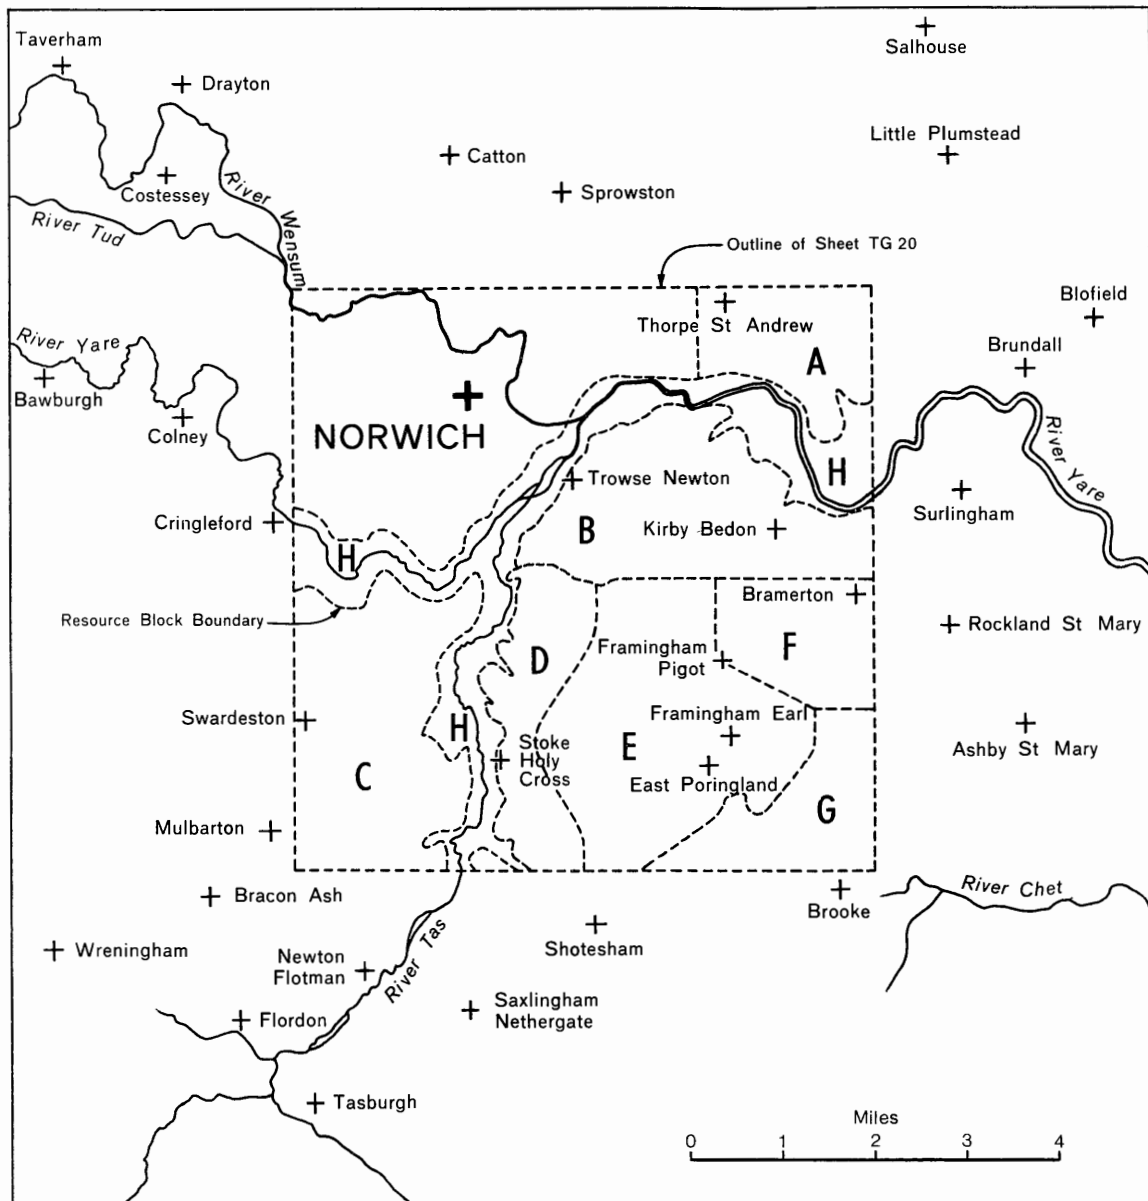 Taverham
Drayton
Salhouse
Little Plumstead
Catton
Costessey
River Wensum
Sprowston
River Tud
Outline of Sheet TG 20
Blofield
Thorpe St Andrew
River Yare
Brundall
A
Bawburgh
Colney
NORWICH
River Yare
H
Trowse Newton
Surlingham
Cringleford
B
Kirby Bedon
H
Bramerton
Resource Block Boundary
Rockland St Mary
Framingham
Pigot
F
D
Swardeston
H
Framingham Earl
Ashby St Mary
Stoke
Holy
Cross
E
C
East Poringland
G
Mulbarton
Bracon Ash
River Chet
Brooke
Wreningham
Shotesham
River Tas
Newton
Flotman
Saxlingham
Nethergate
Flordon
Tasburgh
Miles
0 1 2 3 4